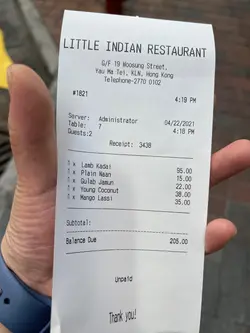 LITTLE INDIAN RESTAURANT
G/F 19 Woosung Street,
Yau Ma Tei, KLN, Hong Kong
Telephone-2770 0102
#1821 4:19 PM
Server: Administrator 04/22/2021
Table: 7 4:18 PM
Guests:2
Receipt: 3438
1 x Lamb Kadai 95.00
1 x Plain Naan 15.00
1 x Gulab Jamun 22.00
1 x Young Coconut 38.00
1 x Mango Lassi 35.00
Subtotal:
Balance Due 205.00
Unpaid
Thank you!